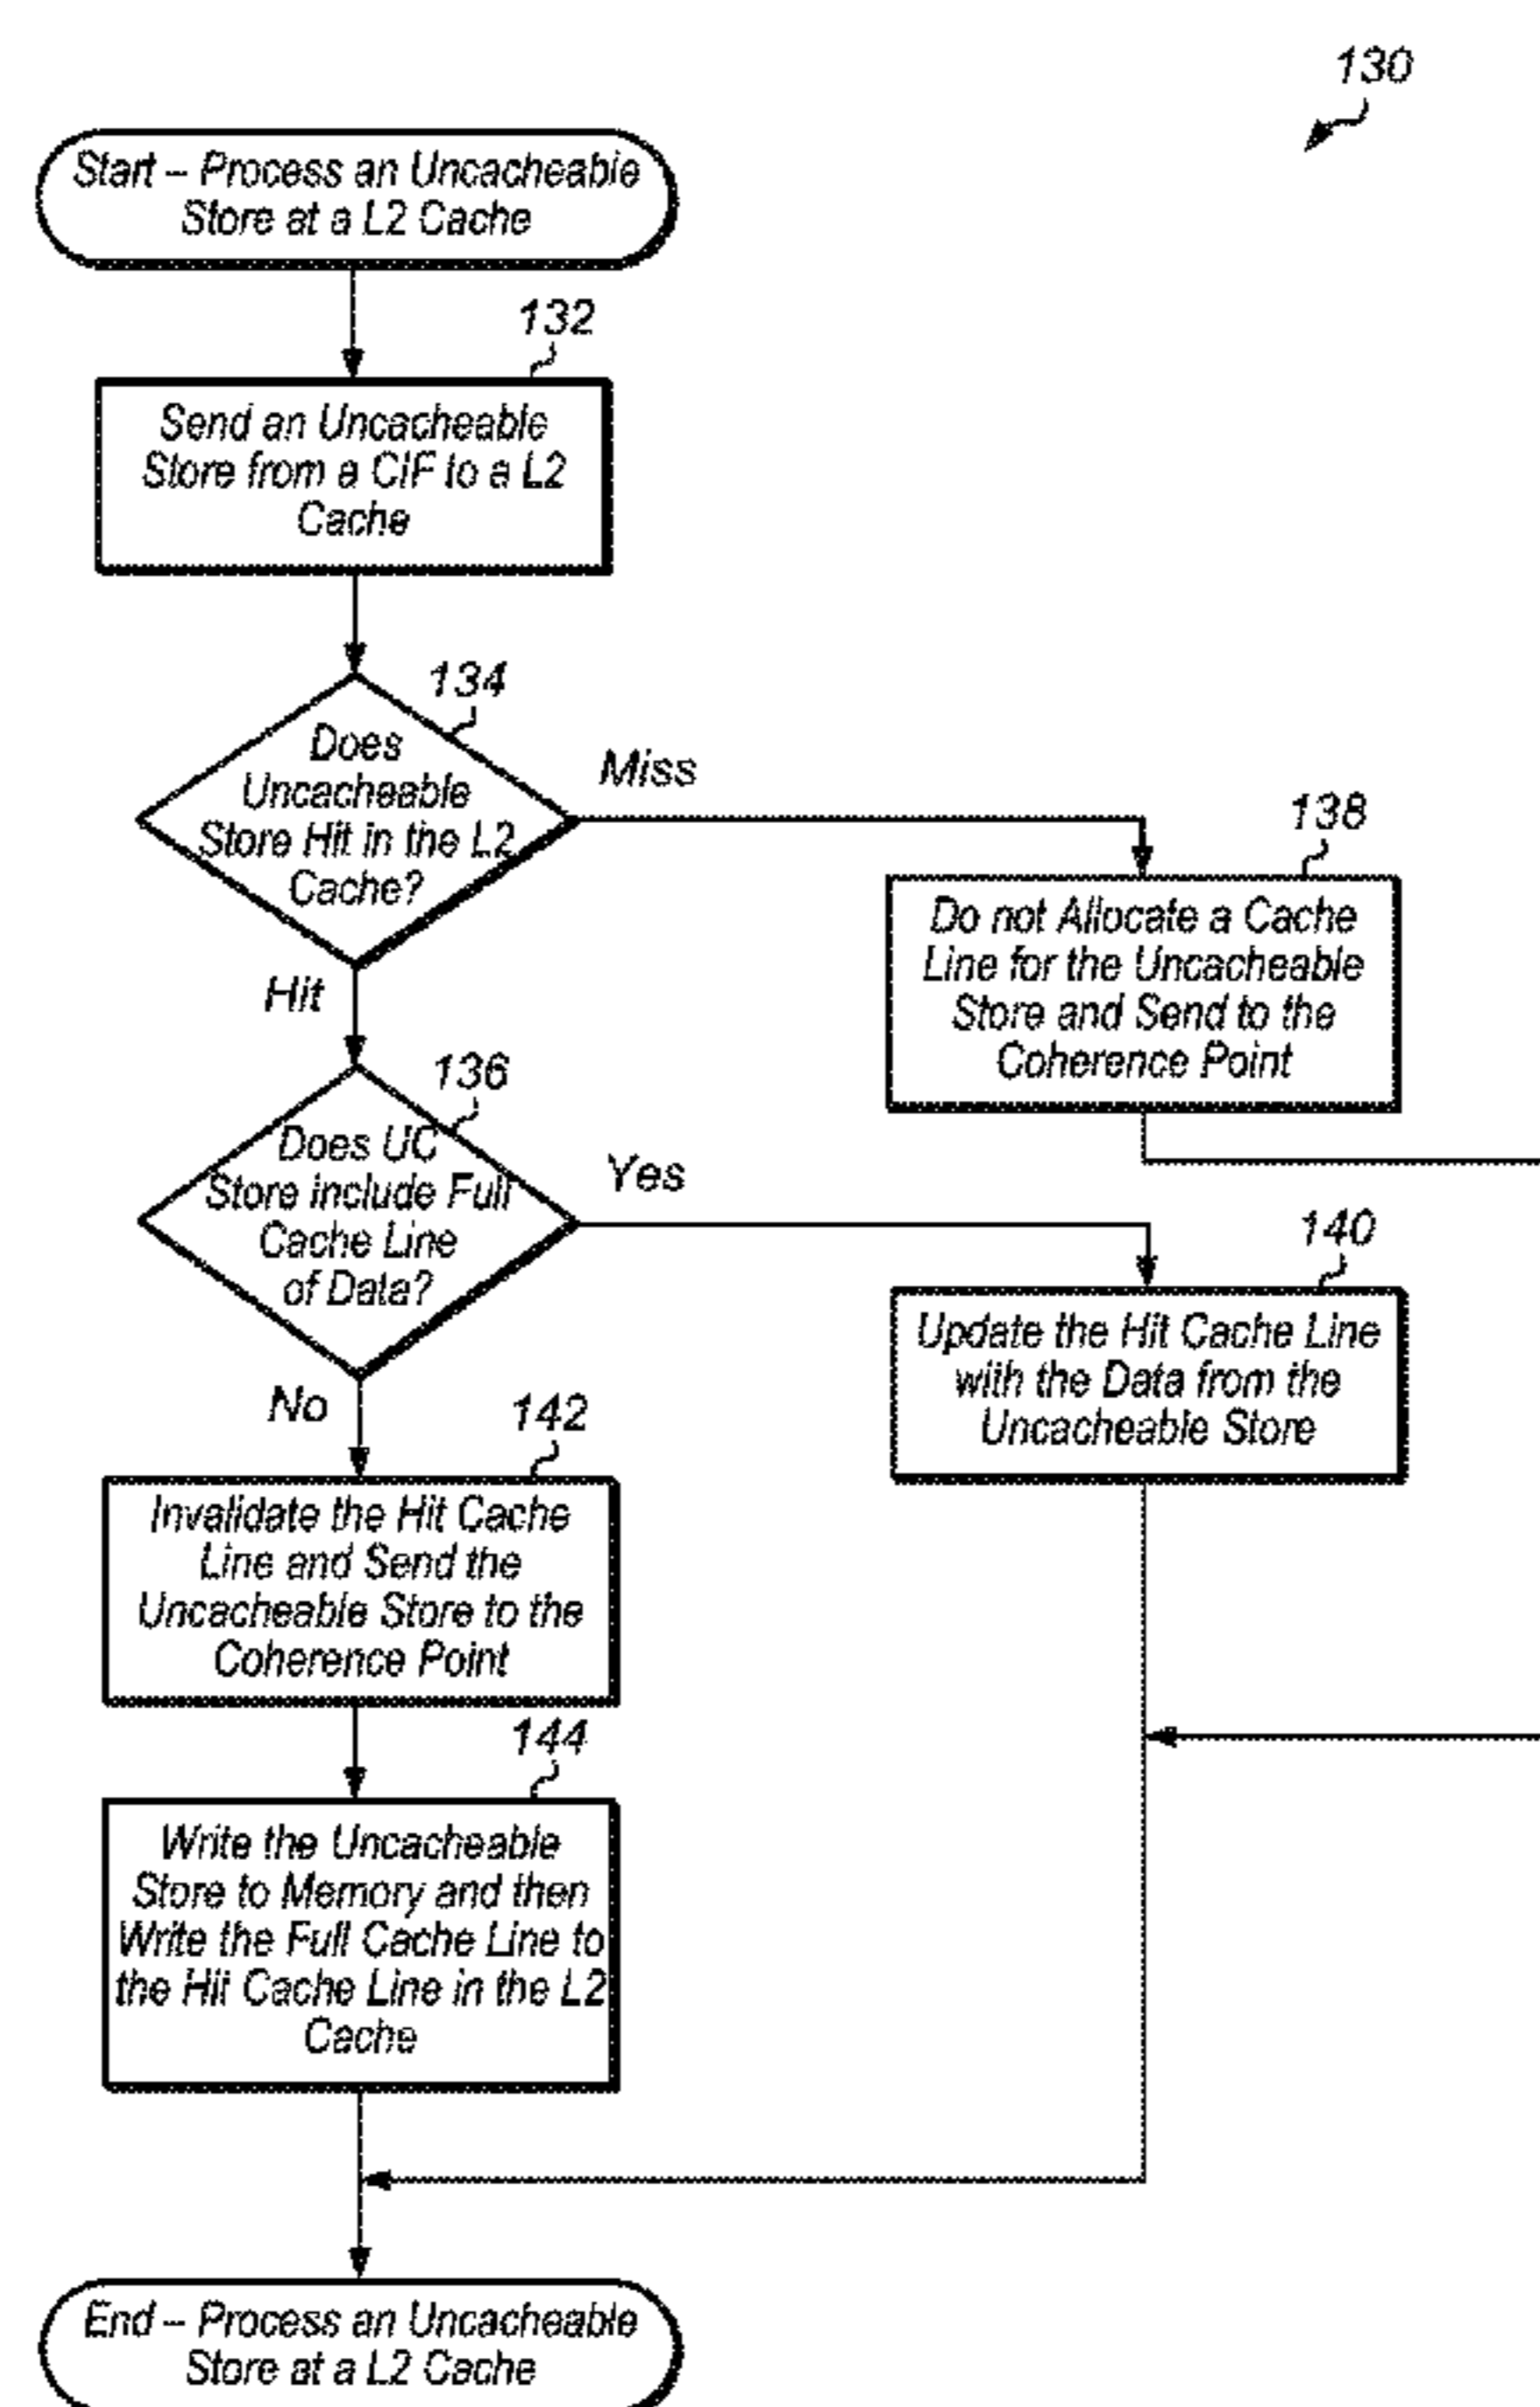 130
Start – Process an Uncacheable
Store at a L2 Cache
132
Send an Uncacheable
Store from a CIF to a L2
Cache
134
Does
Uncacheable
Store Hit in the L2
Cache?
Miss
Hit
138
Do not Allocate a Cache
Line for the Uncacheable
Store and Send to the
Coherence Point
136
Does UC
Store include Full
Cache Line
of Data?
Yes
No
140
Update the Hit Cache Line
with the Data from the
Uncacheable Store
142
Invalidate the Hit Cache
Line and Send the
Uncacheable Store to the
Coherence Point
144
Write the Uncacheable
Store to Memory and then
Write the Full Cache Line to
the Hit Cache Line in the L2
Cache
End – Process an Uncacheable
Store at a L2 Cache